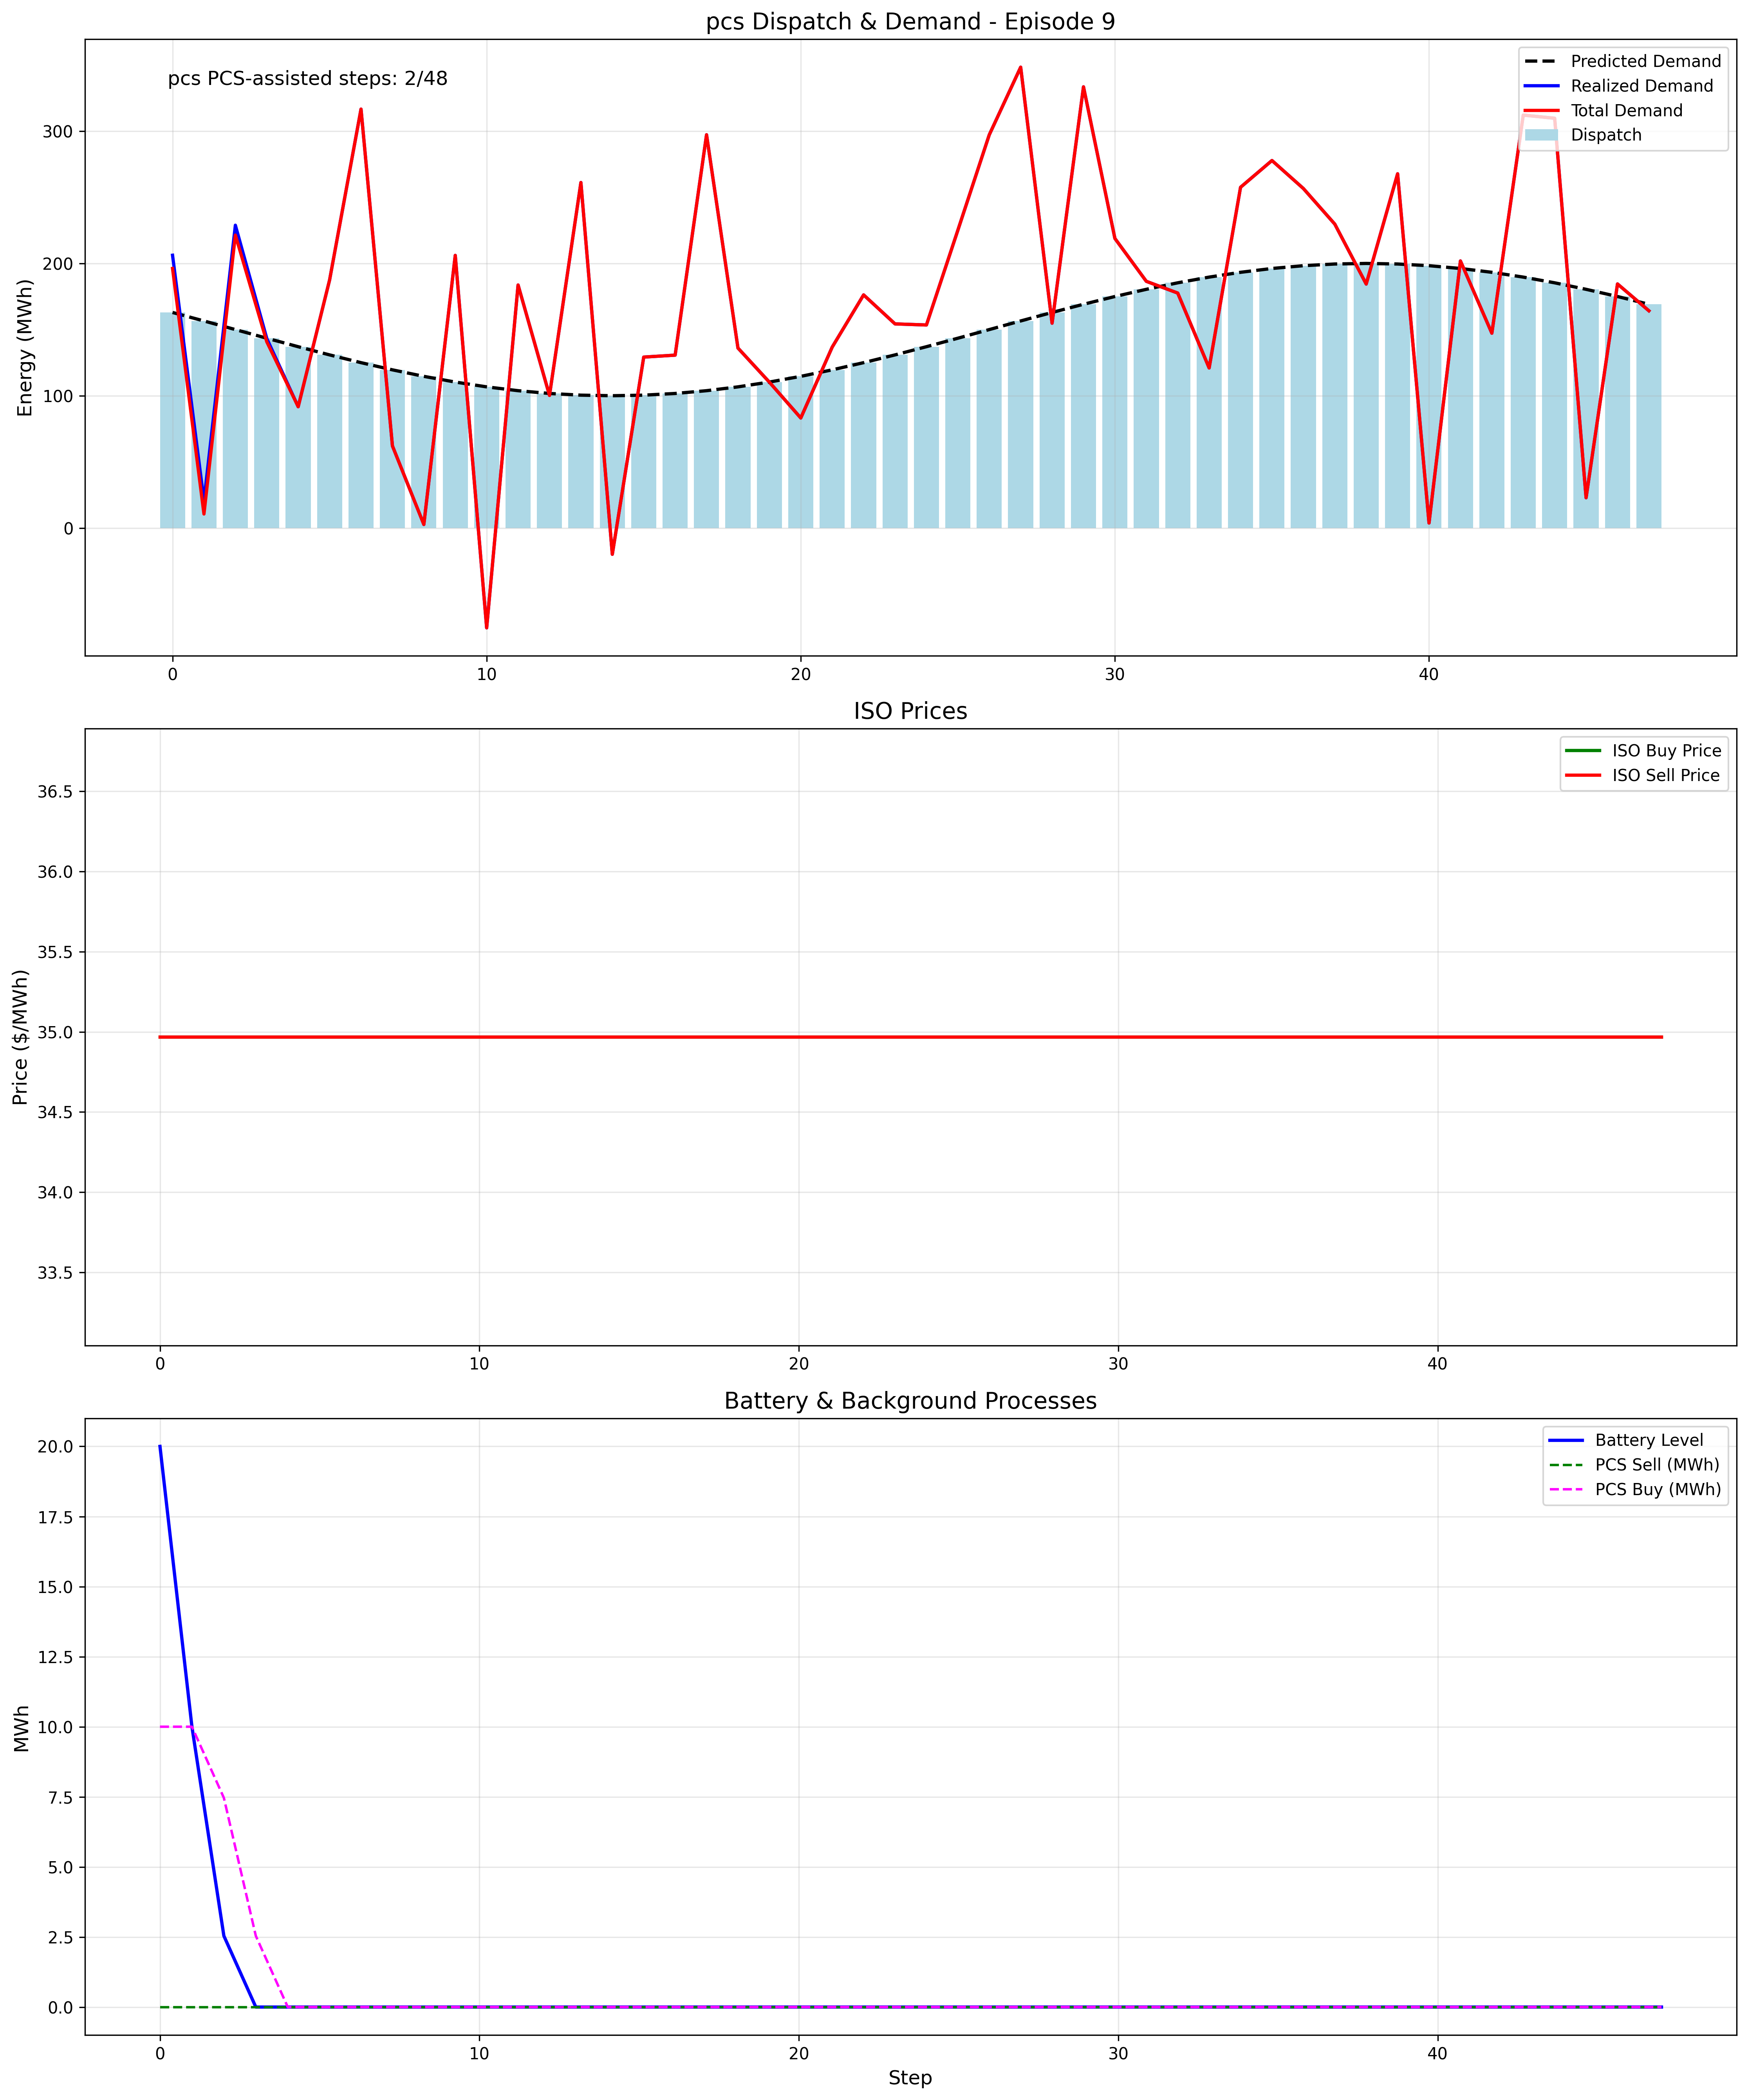 pcs Dispatch & Demand - Episode 9
pcs PCS-assisted steps: 2/48
Predicted Demand
Realized Demand
Total Demand
Dispatch
Energy (MWh)
300
200
100
0
0
10
20
30
40
ISO Prices
ISO Buy Price
ISO Sell Price
Price ($/MWh)
36.5
36.0
35.5
35.0
34.5
34.0
33.5
0
10
20
30
40
Battery & Background Processes
Battery Level
PCS Sell (MWh)
PCS Buy (MWh)
MWh
20.0
17.5
15.0
12.5
10.0
7.5
5.0
2.5
0.0
0
10
20
30
40
Step